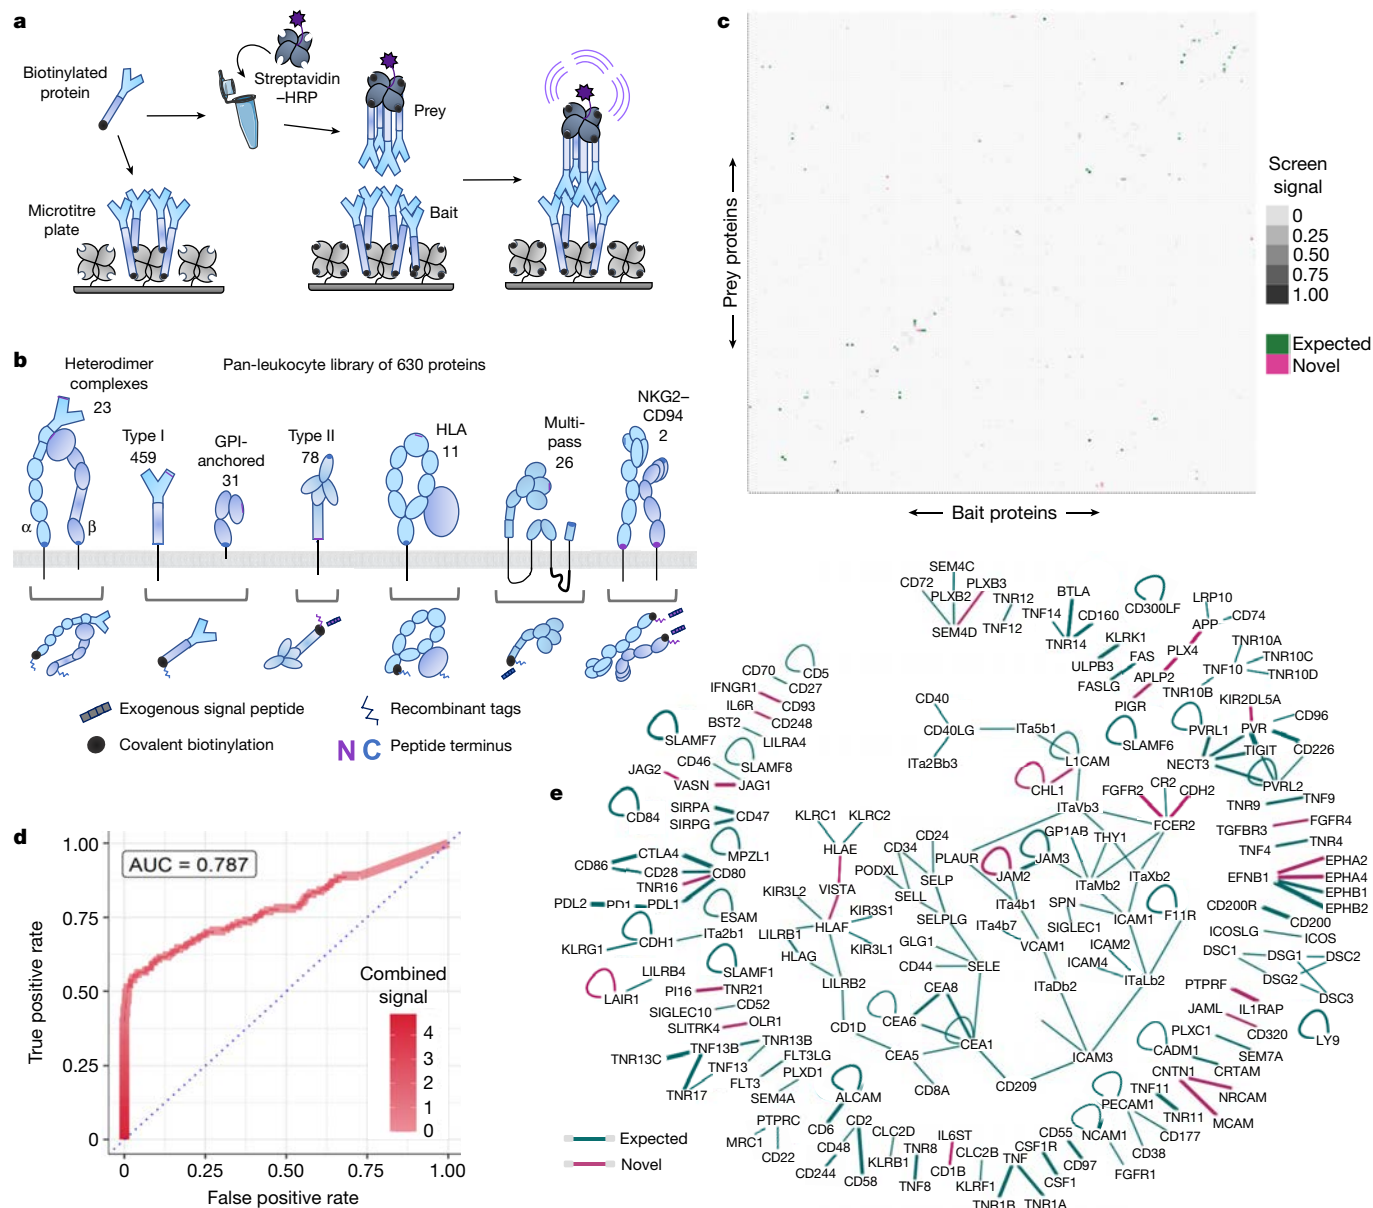 a
Biotinylated
protein
Streptavidin
–HRP
Prey
Microtitre
plate
Bait
b
Heterodimer
complexes
23
Pan-leukocyte library of 630 proteins
Type I
459
GPI-
anchored
31
Type II
78
HLA
11
Multi-
pass
26
NKG2–
CD94
2
α
β
Exogenous signal peptide
Recombinant tags
Covalent biotinylation
N C Peptide terminus
c
Prey proteins
Bait proteins
Screen
signal
0
0.25
0.50
0.75
1.00
Expected
Novel
d
AUC = 0.787
1.00
0.75
0.50
0.25
0
True positive rate
0 0.25 0.50 0.75 1.00
False positive rate
Combined
signal
4
3
2
1
0
e
SEM4C
CD72
PLXB2
PLXB3
SEM4D
TNR12
TNF12
TNF14
BTLA
CD160
TNR14
CD300LF
LRP10
APP
CD74
KLRK1
ULPB3
FAS
FASLG
PLX4
APLP2
PIGR
TNR10A
TNR10C
TNF10
TNR10D
TNR10B
KIR2DL5A
CD70
CD5
CD27
IFNGR1
CD93
IL6R
CD248
BST2
LILRA4
SLAMF7
CD46
SLAMF8
JAG2
VASN
JAG1
CD84
SIRPA
SIRPG
CD47
CD40
CD40LG
ITa5b1
ITa2Bb3
L1CAM
CHL1
SLAMF6
PVRL1
PVR
CD96
NECT3
TIGIT
CD226
PVRL2
FGFR2
CR2
CDH2
FCER2
ITaVb3
TNR9
TNF9
TGFBR3
FGFR4
TNF4
TNR4
EFNB1
EPHA2
EPHA4
EPHB1
EPHB2
CD200R
CD200
ICOSLG
ICOS
MPZL1
CTLA4
CD86
CD28
CD80
TNR16
PDL2
PD1
PDL1
ESAM
KLRG1
CDH1
ITa2b1
LILRB4
LAIR1
SLAMF1
PI16
TNR21
SIGLEC10
CD52
SLITRK4
OLR1
TNR13C
TNF13B
TNR13B
TNF13
TNR17
FLT3LG
FLT3
PLXD1
SEM4A
KLRC1
KLRC2
HLAE
VISTA
KIR3L2
KIR3S1
HLAF
LILRB1
KIR3L1
HLAG
LILRB2
CD1D
CD24
CD34
PLAUR
PODXL
SELP
SELL
SELPLG
GLG1
CD44
SELE
CEA8
CEA6
CEA1
CEA5
CD8A
CD209
GP1AB
THY1
JAM3
JAM2
ITaMb2
ITaXb2
ITa4b1
ITa4b7
SPN
ICAM1
F11R
SIGLEC1
VCAM1
ICAM2
ICAM4
ITaLb2
ITaDb2
ICAM3
DSC1
DSG1
DSC2
DSG2
DSC3
PTPRF
IL1RAP
JAML
CD320
LY9
PLXC1
SEM7A
CADM1
CRTAM
CNTN1
NRCAM
MCAM
TNF11
TNR11
PECAM1
CD177
CD38
NCAM1
FGFR1
CD55
CD97
CSF1R
CSF1
TNF
TNR1B
TNR1A
CLC2B
KLRF1
IL6ST
CD1B
TNR8
TNF8
CLC2D
KLRB1
ALCAM
CD6
CD2
CD48
CD244
CD58
PTPRC
MRC1
CD22
Expected
Novel